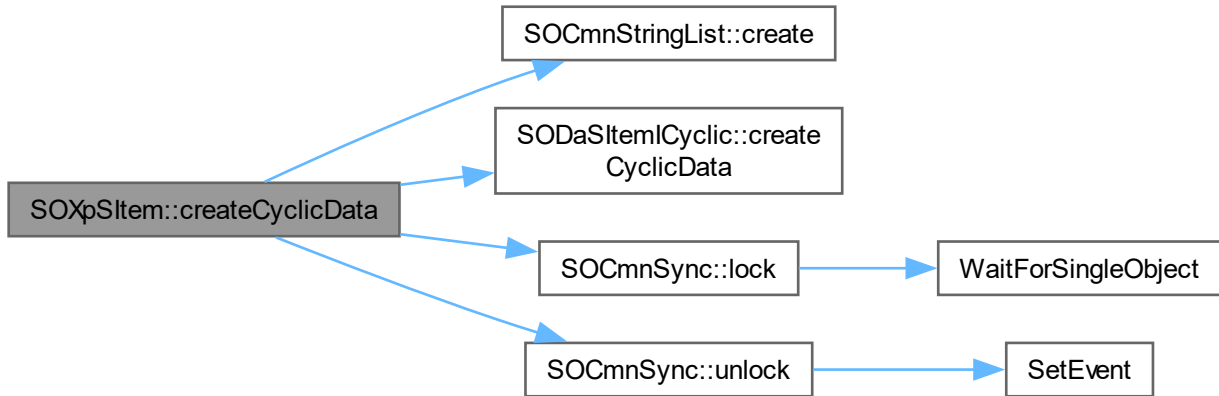 SOCmnStringList::create
SODaSItemICyclic::create
CyclicData
SOXpSItem::createCyclicData
SOCmnSync::lock
WaitForSingleObject
SOCmnSync::unlock
SetEvent